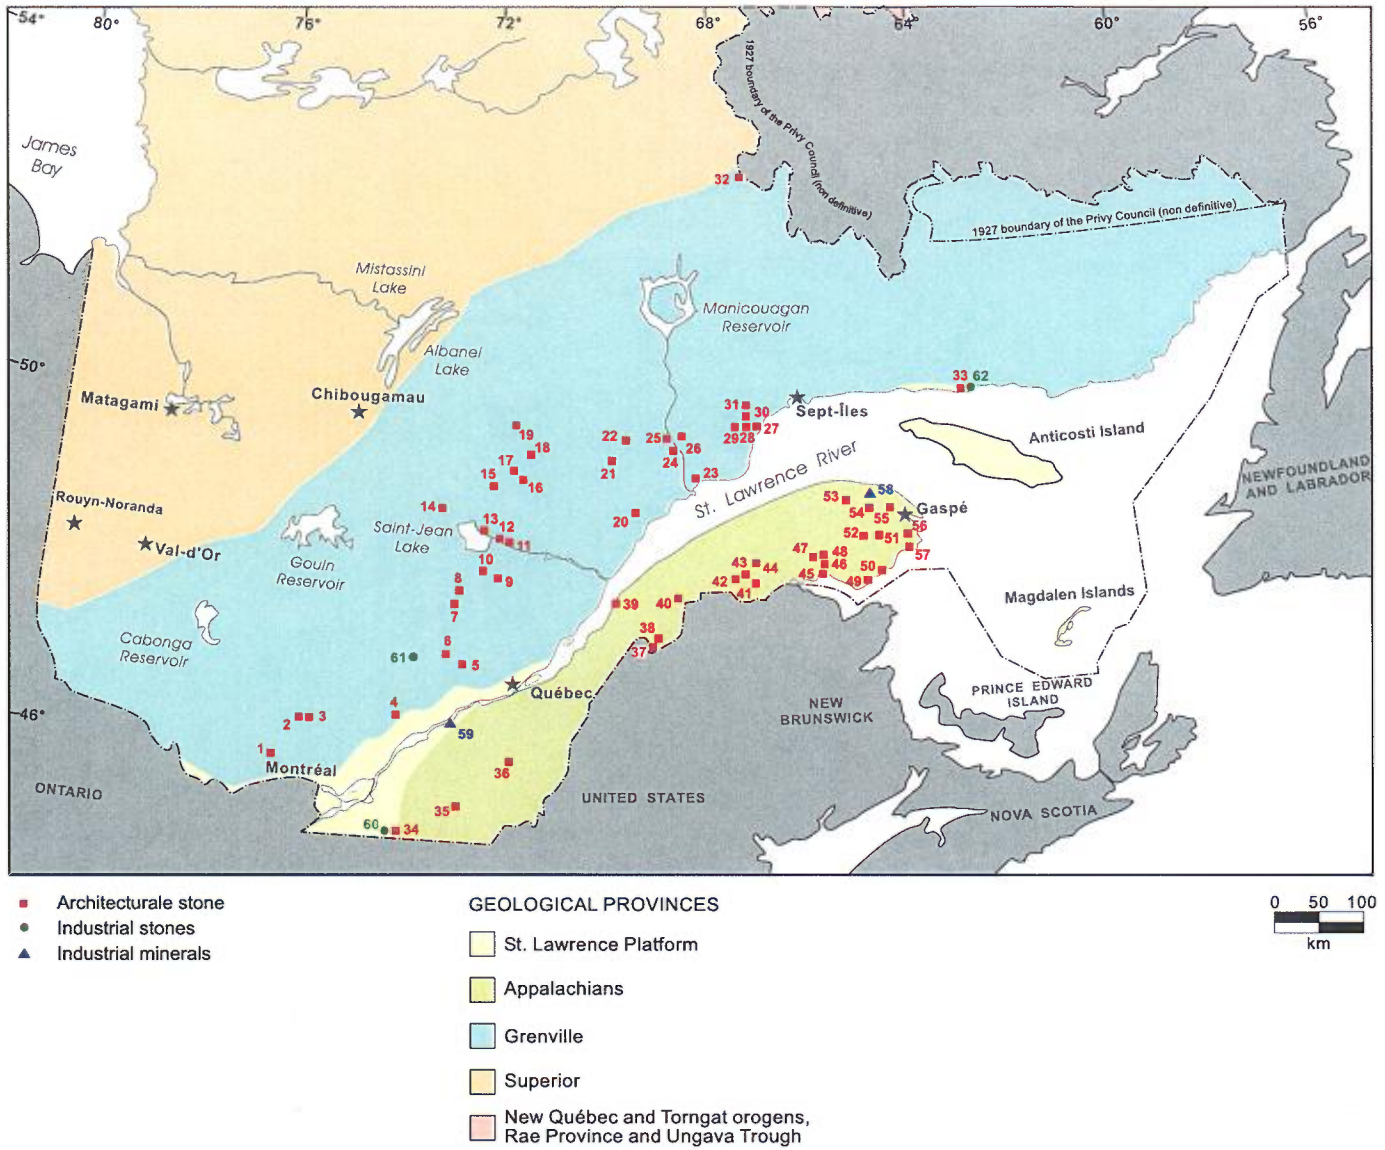 54°
80°
76°
72°
68°
64°
60°
56°
1927 boundary of the Privy Council (non definitive)
James
Bay
32
1927 boundary of the Privy Council (non definitive)
Mistassini
Lake
Manicouagan
Reservoir
Albanel
Lake
50°
33 62
Matagami
Chibougamau
31
30
Sept-Îles
29 28 27
19
22
25
26
Anticosti Island
18
17
24
21
23
St. Lawrence River
NEWFOUNDLAND
AND LABRADOR
15
16
Rouyn-Noranda
14
53
58
54
55
Gaspé
20
13
12
11
Saint-Jean
Lake
Val-d'Or
Gouin
Reservoir
52
51
56
57
47
48
46
45
43
44
42
41
50
49
10
9
8
7
39
40
Magdalen Islands
Cabonga
Reservoir
38
37
6
5
61
Québec
PRINCE EDWARD
ISLAND
NEW
BRUNSWICK
46°
4
2
3
59
1
Montréal
36
ONTARIO
UNITED STATES
35
NOVA SCOTIA
60
34
Architecturale stone
Industrial stones
Industrial minerals
GEOLOGICAL PROVINCES
St. Lawrence Platform
Appalachians
Grenville
Superior
New Québec and Torngat orogens,
Rae Province and Ungava Trough
0 50 100
km